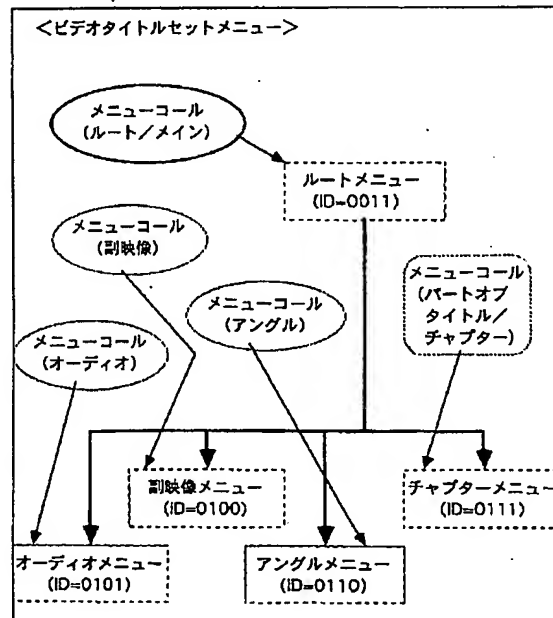 ＜ビデオタイトルセットメニュー＞
メニューコール
(ルート／メイン)
ルートメニュー
(ID=0011)
メニューコール
(副映像)
メニューコール
(アングル)
メニューコール
(パートオブ
タイトル／
チャプター)
メニューコール
(オーディオ)
副映像メニュー
(ID=0100)
チャプターメニュー
(ID=0111)
オーディオメニュー
(ID=0101)
アングルメニュー
(ID=0110)